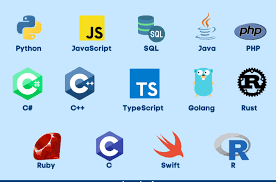 JS
SQL
php
Python
JavaScript
SQL
Java
PHP
C
C++
TS
C#
C++
TypeScript
Golang
Rust
C
R
Ruby
C
Swift
R